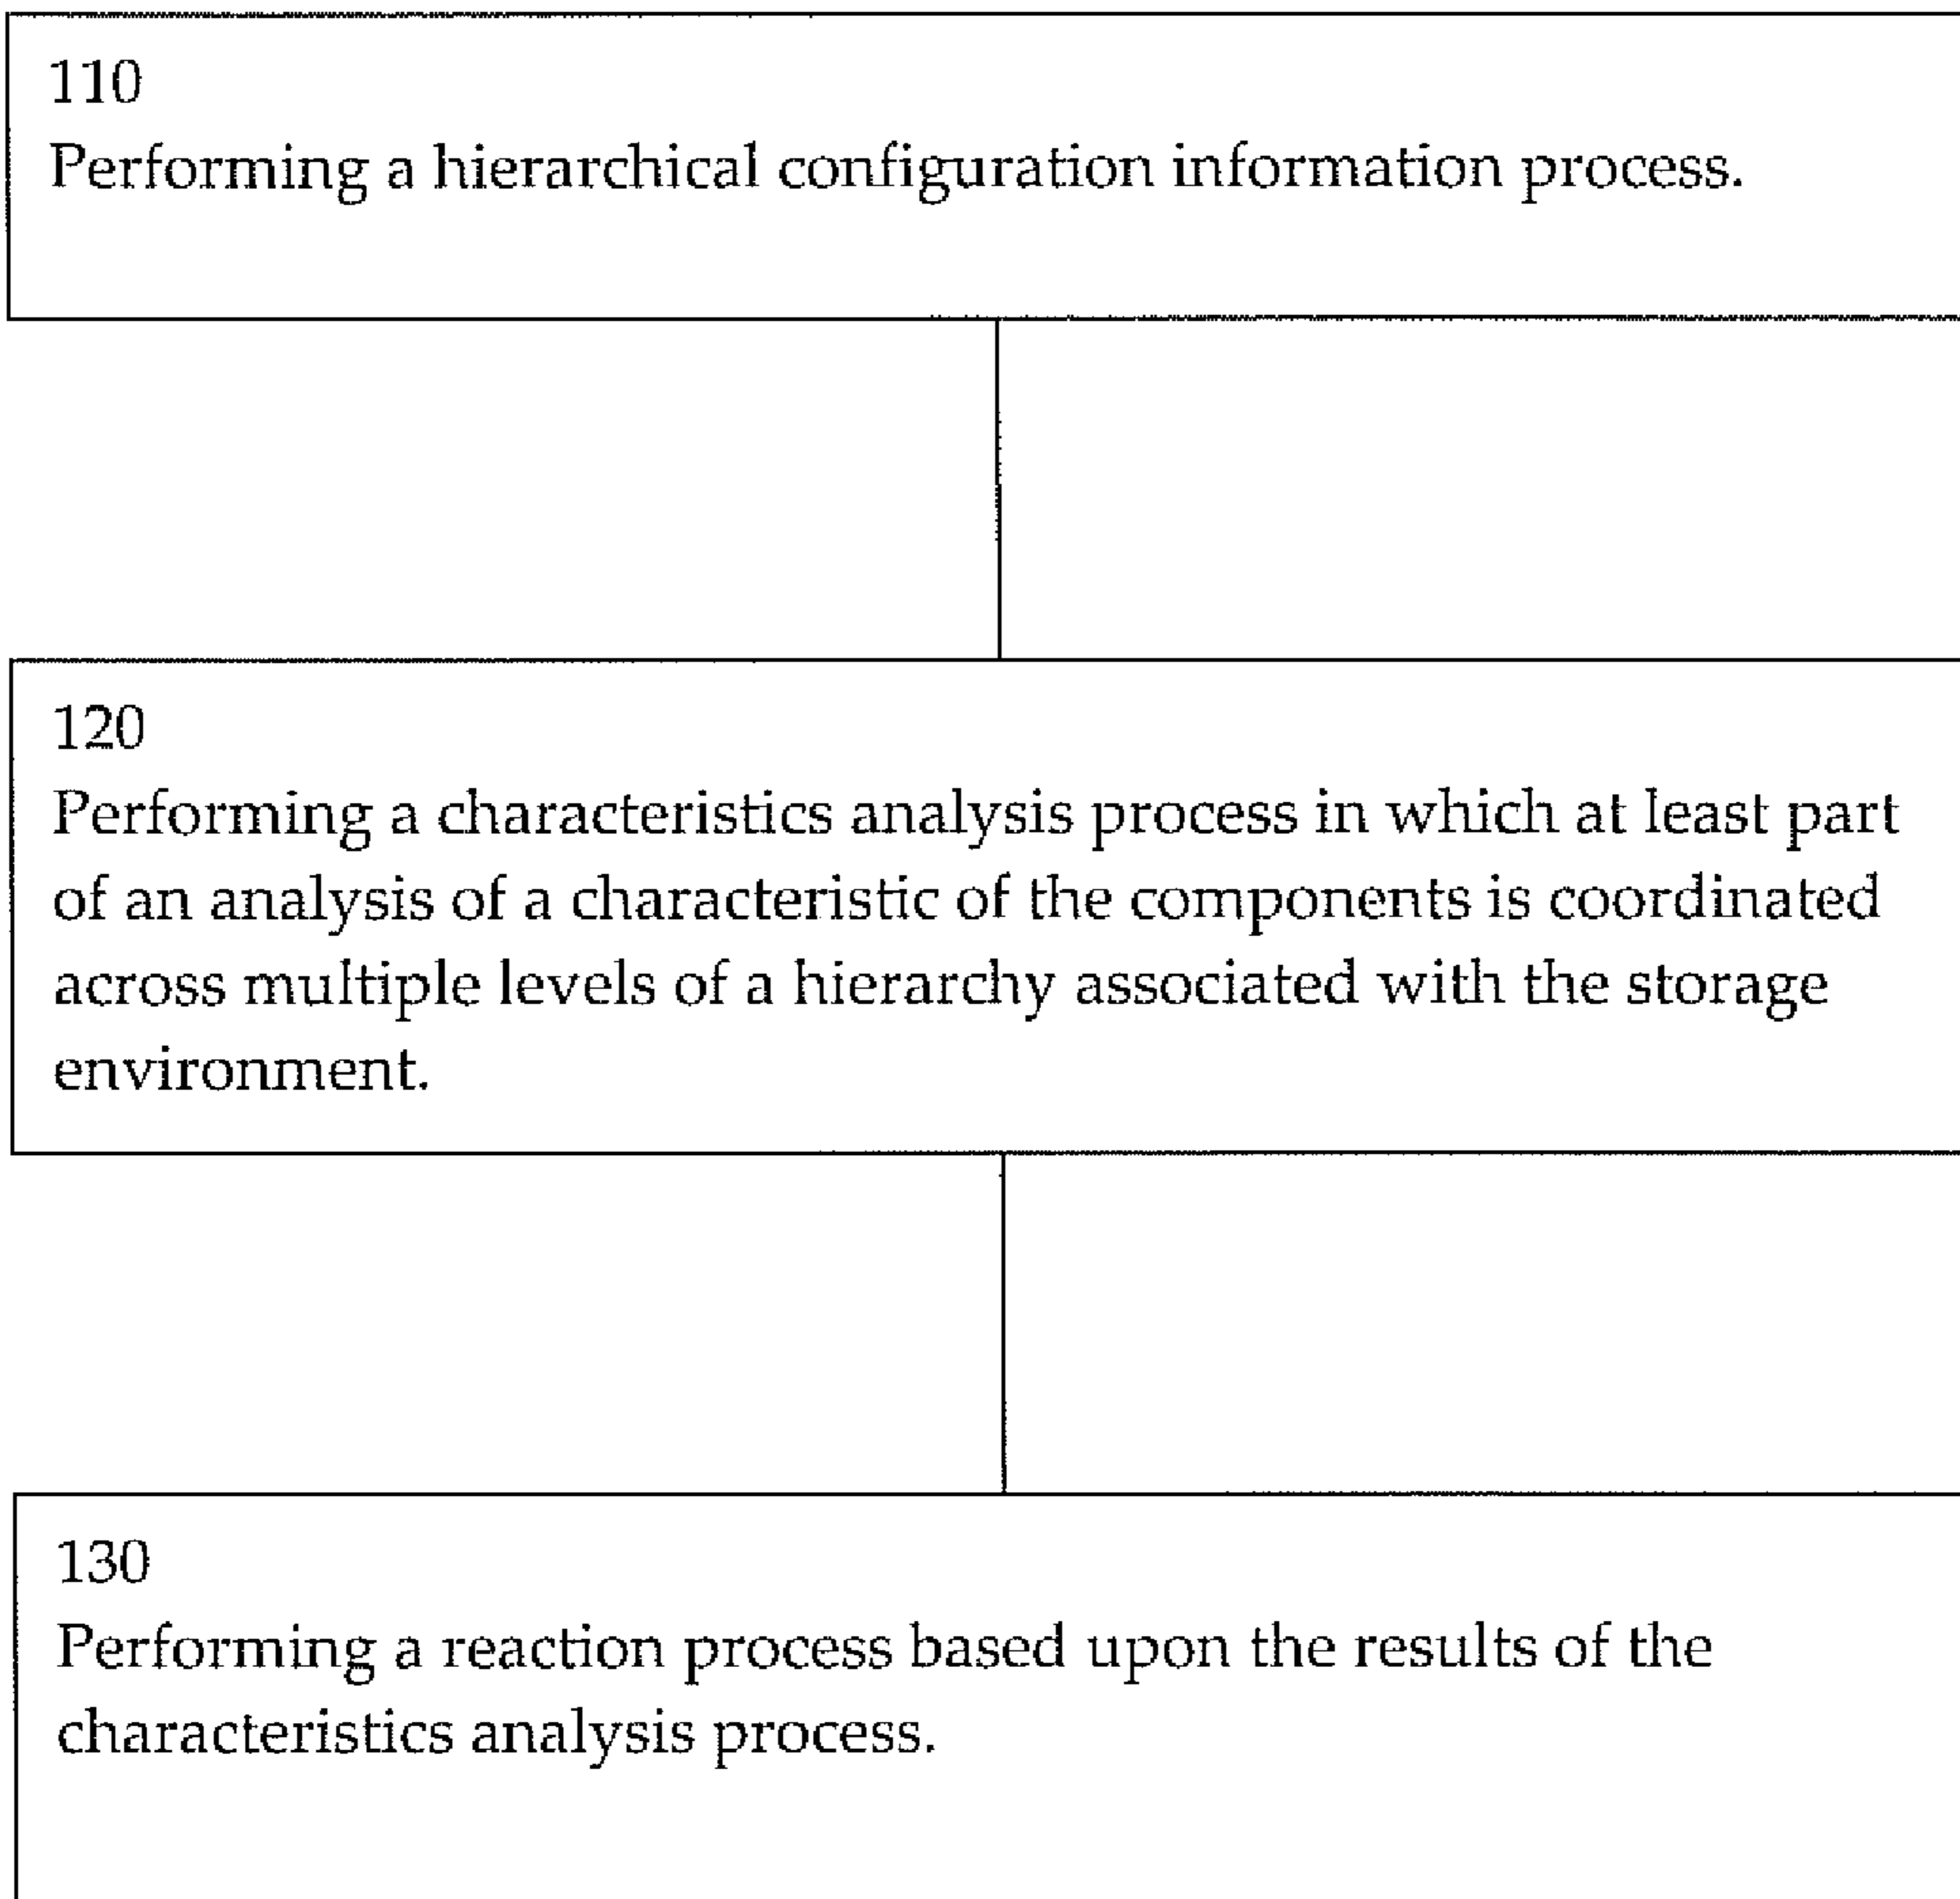 110
Performing a hierarchical configuration information process.
120
Performing a characteristics analysis process in which at least part
of an analysis of a characteristic of the components is coordinated
across multiple levels of a hierarchy associated with the storage
environment.
130
Performing a reaction process based upon the results of the
characteristics analysis process.